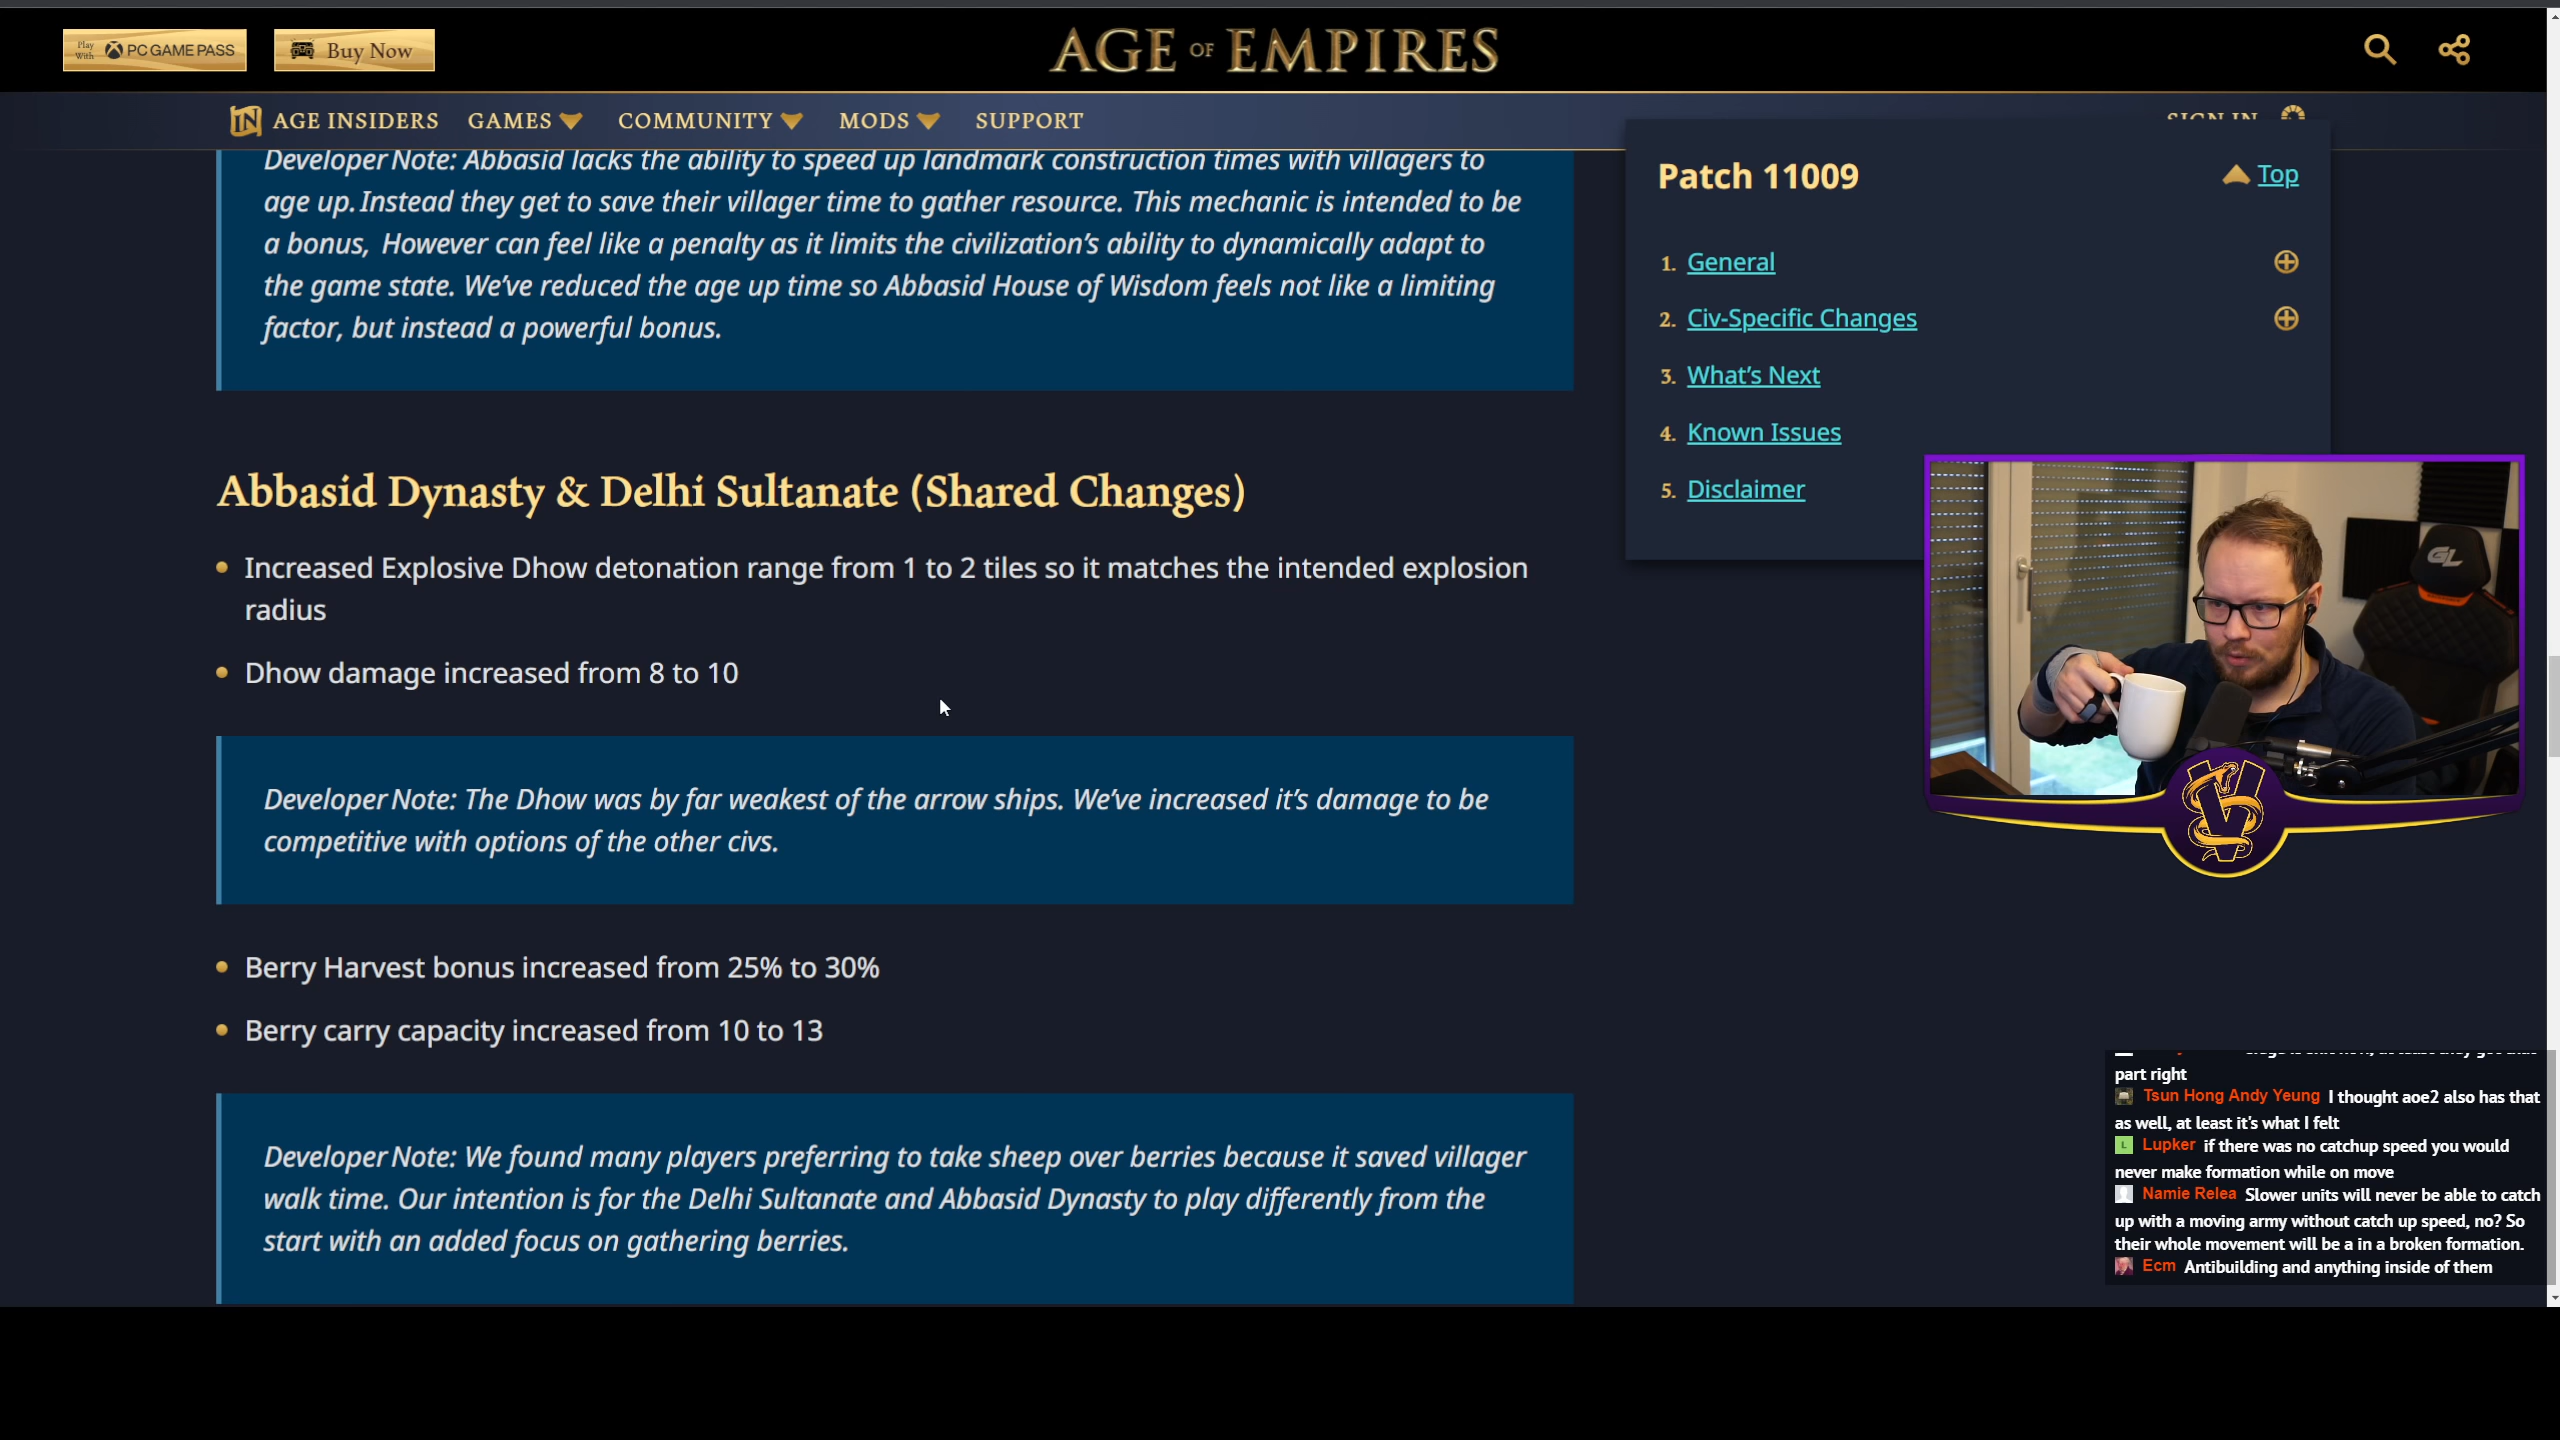 Play With PC GAME PASS
Buy Now
AGE OF EMPIRES
IN AGE INSIDERS
GAMES
COMMUNITY
MODS
SUPPORT
SIGN IN
Developer Note: Abbasid lacks the ability to speed up landmark construction times with villagers to
age up. Instead they get to save their villager time to gather resource. This mechanic is intended to be
a bonus,  However can feel like a penalty as it limits the civilization’s ability to dynamically adapt to
the game state. We’ve reduced the age up time so Abbasid House of Wisdom feels not like a limiting
factor, but instead a powerful bonus.
Abbasid Dynasty & Delhi Sultanate (Shared Changes)
Increased Explosive Dhow detonation range from 1 to 2 tiles so it matches the intended explosion
radius
Dhow damage increased from 8 to 10
Developer Note: The Dhow was by far weakest of the arrow ships. We’ve increased it’s damage to be
competitive with options of the other civs.
Berry Harvest bonus increased from 25% to 30%
Berry carry capacity increased from 10 to 13
Developer Note: We found many players preferring to take sheep over berries because it saved villager
walk time. Our intention is for the Delhi Sultanate and Abbasid Dynasty to play differently from the
start with an added focus on gathering berries.
Patch 11009
Top
1. General
2. Civ-Specific Changes
3. What’s Next
4. Known Issues
5. Disclaimer
GL
V
part right
Tsun Hong Andy Yeung I thought aoe2 also has that
as well, at least it's what I felt
L Lupker if there was no catchup speed you would
never make formation while on move
Namie Relea Slower units will never be able to catch
up with a moving army without catch up speed, no? So
their whole movement will be a in a broken formation.
Ecm Antibuilding and anything inside of them